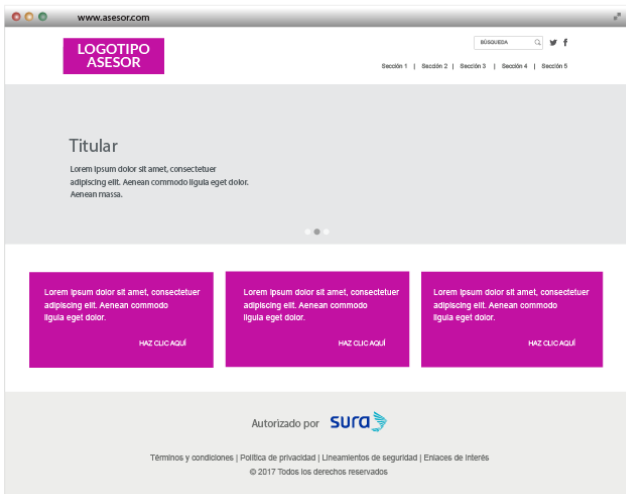 www.asesor.com
LOGOTIPO
ASESOR
BÚSQUEDA
Sección 1 | Sección 2 | Sección 3 | Sección 4 | Sección 5
Titular
Lorem ipsum dolor sit amet, consectetuer
adipiscing elit. Aenean commodo ligula eget dolor.
Aenean massa.
Lorem ipsum dolor sit amet, consectetuer
adipiscing elit. Aenean commodo
ligula eget dolor.
HAZ CLIC AQUÍ
Lorem ipsum dolor sit amet, consectetuer
adipiscing elit. Aenean commodo
ligula eget dolor.
HAZ CLIC AQUÍ
Lorem ipsum dolor sit amet, consectetuer
adipiscing elit. Aenean commodo
ligula eget dolor.
HAZ CLIC AQUÍ
Autorizado por sura
Términos y condiciones | Política de privacidad | Lineamientos de seguridad | Enlaces de interés
© 2017 Todos los derechos reservados